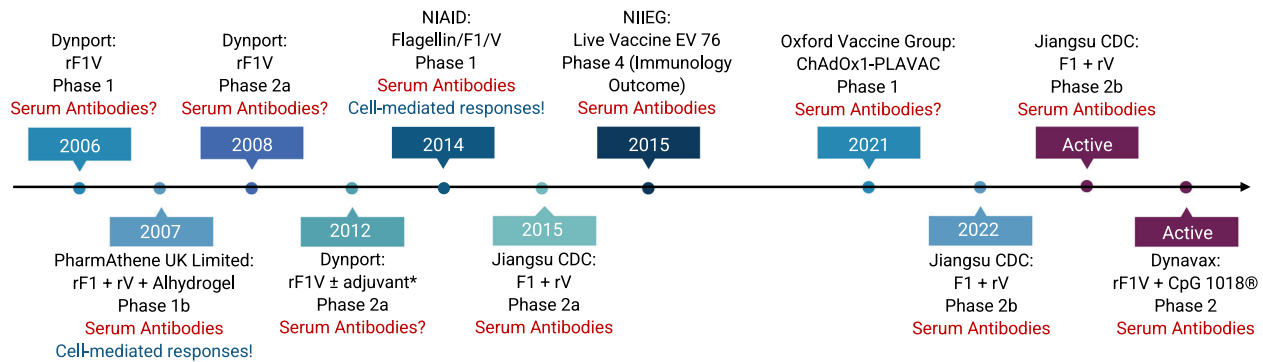 Dynport:
rF1V
Phase 1
Serum Antibodies?
2006
Dynport:
rF1V
Phase 2a
Serum Antibodies?
2008
NIAID:
Flagellin/F1/V
Phase 1
Serum Antibodies
Cell-mediated responses!
2014
NIIEG:
Live Vaccine EV 76
Phase 4 (Immunology
Outcome)
Serum Antibodies
2015
Oxford Vaccine Group:
ChAdOx1-PLAVAC
Phase 1
Serum Antibodies?
2021
Jiangsu CDC:
F1 + rV
Phase 2b
Serum Antibodies
Active
2007
PharmAthene UK Limited:
rF1 + rV + Alhydrogel
Phase 1b
Serum Antibodies
Cell-mediated responses!
2012
Dynport:
rF1V ± adjuvant*
Phase 2a
Serum Antibodies?
2015
Jiangsu CDC:
F1 + rV
Phase 2a
Serum Antibodies
2022
Jiangsu CDC:
F1 + rV
Phase 2b
Serum Antibodies
Active
Dynavax:
rF1V + CpG 1018®
Phase 2
Serum Antibodies